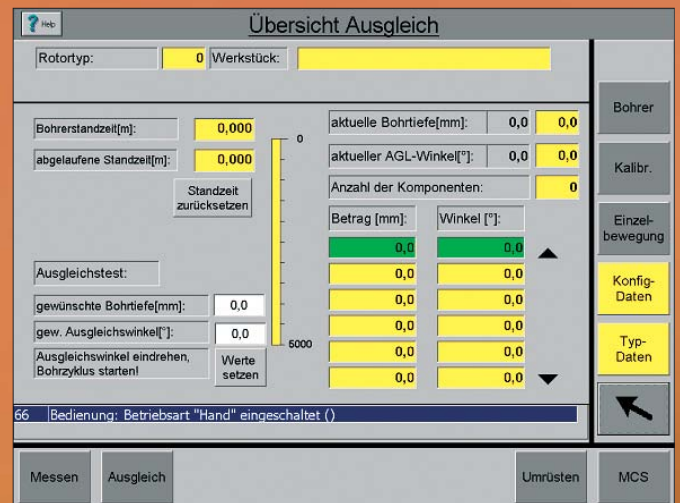 Help
Übersicht Ausgleich
Rotortyp: 0 Werkstück:
Bohrerstandzeit[m]: 0,000
abgelaufene Standzeit[m]: 0,000
Standzeit
zurücksetzen
0
5000
Ausgleichstest:
gewünschte Bohrtiefe[mm]: 0,0
gew. Ausgleichswinkel[°]: 0,0
Ausgleichswinkel eindrehen,
Bohrzyklus starten!
Werte
setzen
aktuelle Bohrtiefe[mm]: 0,0 0,0
aktueller AGL-Winkel[°]: 0,0 0,0
Anzahl der Komponenten: 0
Betrag [mm]: Winkel [°]:
0,0 0,0
0,0 0,0
0,0 0,0
0,0 0,0
0,0 0,0
0,0 0,0
Bohrer
Kalibr.
Einzel-
bewegung
Konfig-
Daten
Typ-
Daten
66 Bedienung: Betriebsart "Hand" eingeschaltet ()
Messen Ausgleich Umrüsten MCS